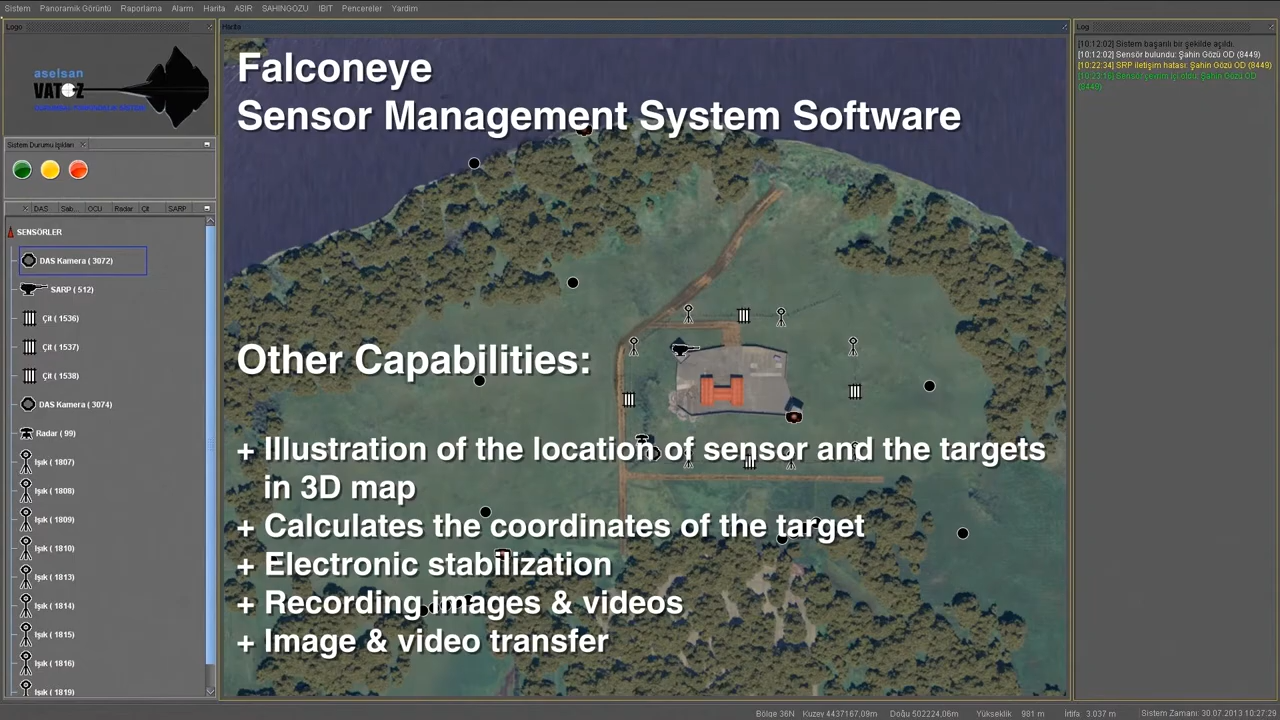 Sistem Panoramik Görüntü Raporlama Alarm Harita ASIR SAHINGOZU IBIT Pencereler Yardım
Logo
aselsan
VATOZ
Sistem Durumu Işıkları
DAS Sab... OCU Radar Çit SARP
SENSÖRLER
DAS Kamera ( 3072)
SARP ( 512)
Çit ( 1536)
Çit ( 1537)
Çit ( 1538)
DAS Kamera ( 3074)
Radar ( 99)
Işık ( 1807)
Işık ( 1808)
Işık ( 1809)
Işık ( 1810)
Işık ( 1813)
Işık ( 1814)
Işık ( 1815)
Işık ( 1816)
Işık ( 1819)
Harita
Falconeye
Sensor Management System Software
Other Capabilities:
+ Illustration of the location of sensor and the targets
in 3D map
+ Calculates the coordinates of the target
+ Electronic stabilization
+ Recording images & videos
+ Image & video transfer
Log
[10:12:02] Sistem başarılı bir şekilde açıldı
[10:12:02] Sensör bulundu: Şahin Gözü OD (8449)
[10:22:34] SRP iletişim hatası: Şahin Gözü OD (8449)
[10:23:16] Sensör çevrim içi oldu: Şahin Gözü OD
(8449)
Bölge 36N Kuzey 4437167,09m Doğu 502224,06m Yükseklik 981 m İrtifa 3.037 m Sistem Zamanı: 30.07.2013 10:27:29